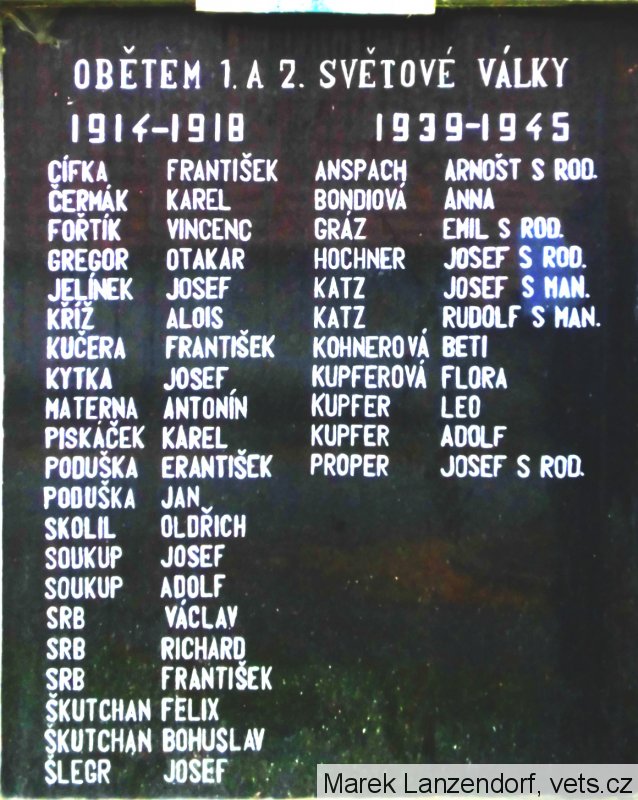 OBĚTEM 1. A 2. SVĚTOVÉ VÁLKY
1914-1918 1939-1945
CÍFKA FRANTIŠEK ANSPACH ARNOŠT S ROD.
ČERMÁK KAREL BONDIOVÁ ANNA
FOŘTÍK VINCENC GRÁZ EMIL S ROD.
GREGOR OTAKAR HOCHNER JOSEF S ROD.
JELÍNEK JOSEF KATZ JOSEF S MAN.
KŘÍŽ ALOIS KATZ RUDOLF S MAN.
KUČERA FRANTIŠEK KOHNEROVÁ BETI
KYTKA JOSEF KUPFEROVÁ FLORA
MATERNA ANTONÍN KUPFER LEO
PISKÁČEK KAREL KUPFER ADOLF
PODUŠKA ERANTIŠEK PROPER JOSEF S ROD.
PODUŠKA JAN
SKOLIL OLDŘICH
SOUKUP JOSEF
SOUKUP ADOLF
SRB VÁCLAV
SRB RICHARD
SRB FRANTIŠEK
ŠKUTCHAN FELIX
ŠKUTCHAN BOHUSLAV
ŠLEGR JOSEF
Marek Lanzendorf, vets.cz